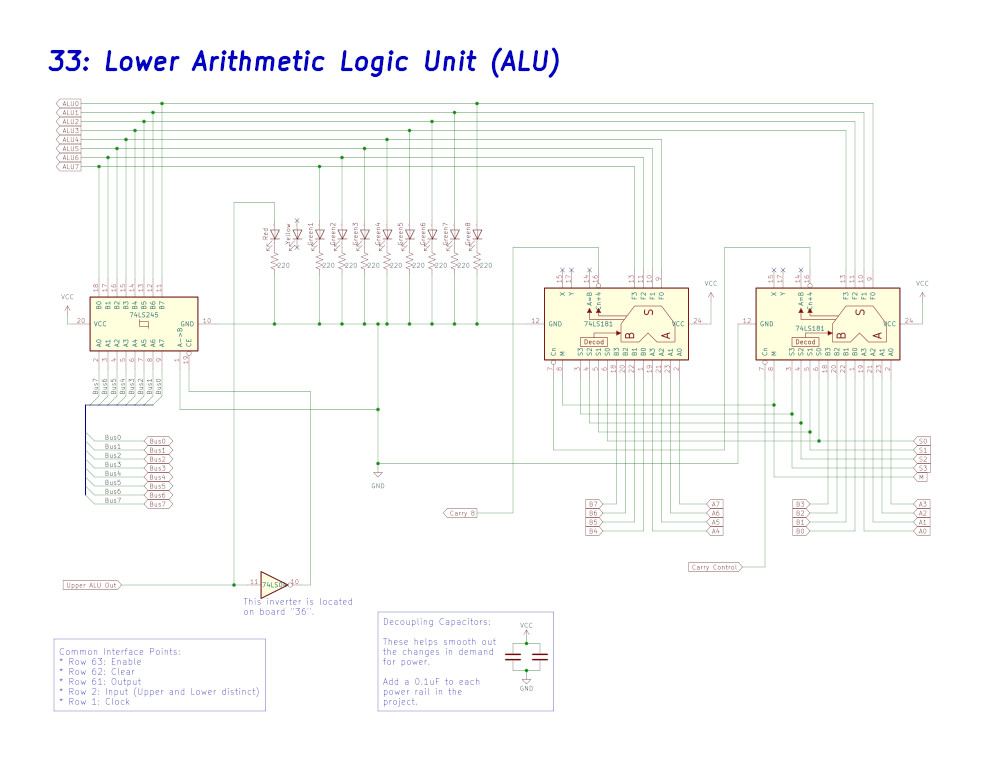 33: Lower Arithmetic Logic Unit (ALU)
ALU0
ALU1
ALU2
ALU3
ALU4
ALU5
ALU6
ALU7
Red
Yellow
Green1
Green2
Green3
Green4
Green5
Green6
Green7
Green8
220 220 220 220 220 220 220 220 220
VCC
18 17 16 15 14 13 12 11
B0 B1 B2 B3 B4 B5 B6 B7
74LS245
20 VCC GND 10
A0 A1 A2 A3 A4 A5 A6 A7 A->B CE
2 3 4 5 6 7 8 9 1 19
Bus7 Bus6 Bus5 Bus4 Bus3 Bus2 Bus1 Bus0
15 17 14 16 13 11 10 9
X Y A=B Cn+4 F3 F2 F1 F0
VCC
12 GND 74LS181 VCC 24
S
B A
Decod
Cn M S3 S2 S1 S0 B3 B2 B1 B0 A3 A2 A1 A0
7 8 3 4 5 6 18 20 22 1 19 21 23 2
15 17 14 16 13 11 10 9
X Y A=B Cn+4 F3 F2 F1 F0
VCC
12 GND 74LS181 VCC 24
S
B A
Decod
Cn M S3 S2 S1 S0 B3 B2 B1 B0 A3 A2 A1 A0
7 8 3 4 5 6 18 20 22 1 19 21 23 2
Bus0 Bus0
Bus1 Bus1
Bus2 Bus2
Bus3 Bus3
Bus4 Bus4
Bus5 Bus5
Bus6 Bus6
Bus7 Bus7
GND
S0
S1
S2
S3
M
Carry 8
B7 A7
B6 A6
B5 A5
B4 A4
B3 A3
B2 A2
B1 A1
B0 A0
Carry Control
Upper ALU Out
11 10
This inverter is located
on board "36".
Common Interface Points:
* Row 63: Enable
* Row 62: Clear
* Row 61: Output
* Row 2: Input (Upper and Lower distinct)
* Row 1: Clock
Decoupling Capacitors:
These helps smooth out
the changes in demand
for power.
Add a 0.1uF to each
power rail in the
project.
VCC
GND